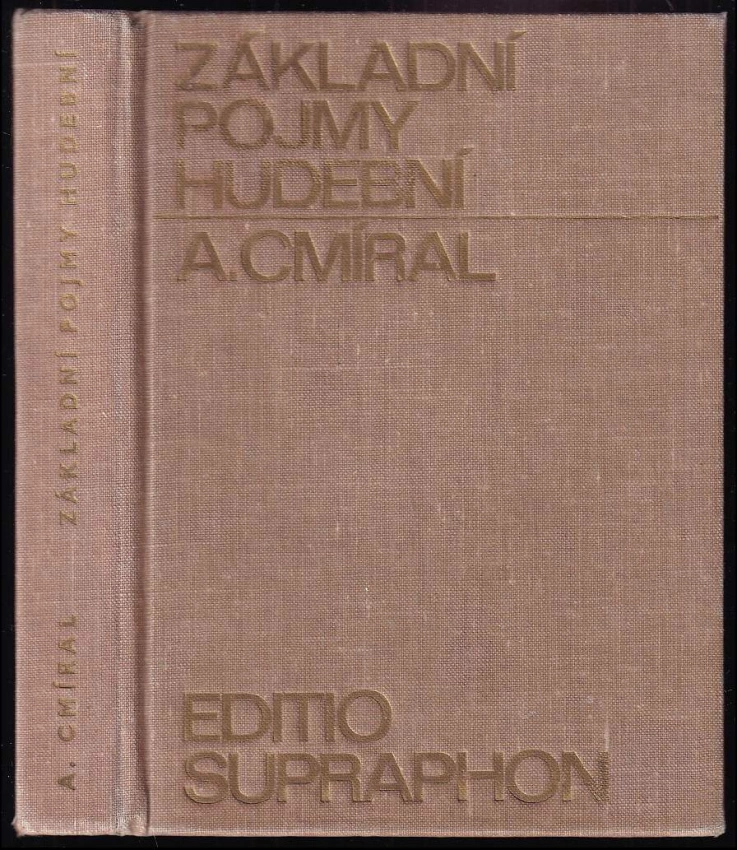 ZÁKLADNÍ
POJMY
HUDEBNÍ
A.CMÍRAL
EDITIO
SUPRAPHON
A. CMÍRAL ZÁKLADNÍ POJMY HUDEBNÍ